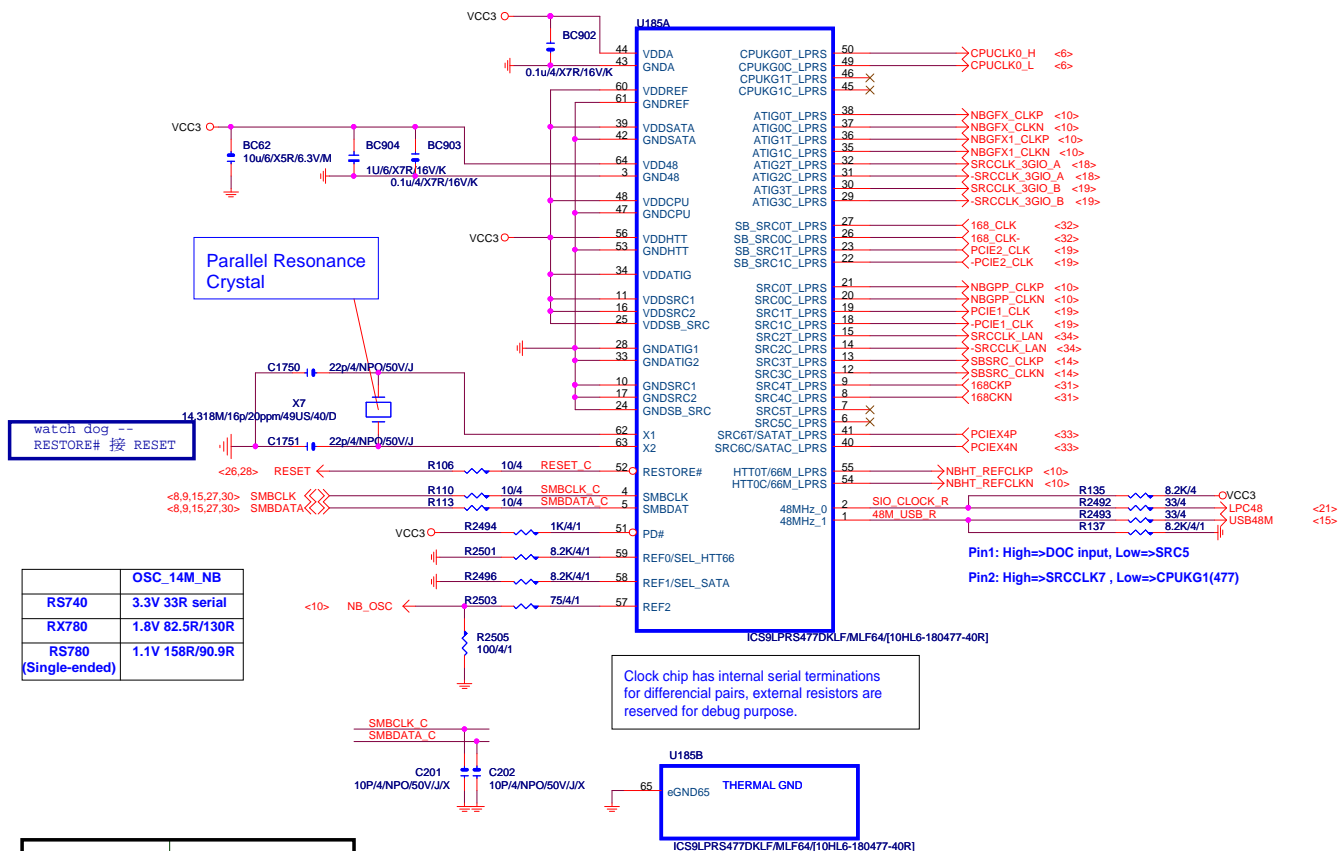 VCC3
BC902
0.1u/4/X7R/16V/K
U185A
44 VDDA
43 GNDA
60 VDDREF
61 GNDREF
39 VDDSATA
42 GNDSATA
64 VDD48
3 GND48
48 VDDCPU
47 GNDCPU
56 VDDHTT
53 GNDHTT
34 VDDATIG
11 VDDSRC1
16 VDDSRC2
25 VDDSB_SRC
28 GNDATIG1
33 GNDATIG2
10 GNDSRC1
17 GNDSRC2
24 GNDSB_SRC
62 X1
63 X2
52 RESTORE#
4 SMBCLK
5 SMBDAT
51 PD#
59 REF0/SEL_HTT66
58 REF1/SEL_SATA
57 REF2
CPUKG0T_LPRS 50 CPUCLK0_H <6>
CPUKG0C_LPRS 49 CPUCLK0_L <6>
CPUKG1T_LPRS 46
CPUKG1C_LPRS 45
ATIG0T_LPRS 38 NBGFX_CLKP <10>
ATIG0C_LPRS 37 NBGFX_CLKN <10>
ATIG1T_LPRS 36 NBGFX1_CLKP <10>
ATIG1C_LPRS 35 NBGFX1_CLKN <10>
ATIG2T_LPRS 32 SRCCLK_3GIO_A <18>
ATIG2C_LPRS 31 -SRCCLK_3GIO_A <18>
ATIG3T_LPRS 30 SRCCLK_3GIO_B <19>
ATIG3C_LPRS 29 -SRCCLK_3GIO_B <19>
SB_SRC0T_LPRS 27 168_CLK <32>
SB_SRC0C_LPRS 26 168_CLK- <32>
SB_SRC1T_LPRS 23 PCIE2_CLK <19>
SB_SRC1C_LPRS 22 -PCIE2_CLK <19>
SRC0T_LPRS 21 NBGPP_CLKP <10>
SRC0C_LPRS 20 NBGPP_CLKN <10>
SRC1T_LPRS 19 PCIE1_CLK <19>
SRC1C_LPRS 18 -PCIE1_CLK <19>
SRC2T_LPRS 15 SRCCLK_LAN <34>
SRC2C_LPRS 14 -SRCCLK_LAN <34>
SRC3T_LPRS 13 SBSRC_CLKP <14>
SRC3C_LPRS 12 SBSRC_CLKN <14>
SRC4T_LPRS 9 168CKP <31>
SRC4C_LPRS 8 168CKN <31>
SRC5T_LPRS 7
SRC5C_LPRS 6
SRC6T/SATAT_LPRS 41 PCIEX4P <33>
SRC6C/SATAC_LPRS 40 PCIEX4N <33>
HTT0T/66M_LPRS 55 NBHT_REFCLKP <10>
HTT0C/66M_LPRS 54 NBHT_REFCLKN <10>
48MHz_0 2 SIO_CLOCK_R
48MHz_1 1 48M_USB_R
R135 8.2K/4 VCC3
R2492 33/4 LPC48 <21>
R2493 33/4 USB48M <15>
R137 8.2K/4/1
Pin1: High=>DOC input, Low=>SRC5
Pin2: High=>SRCCLK7 , Low=>CPUKG1(477)
ICS9LPRS477DKLF/MLF64/[10HL6-180477-40R]
VCC3
BC62
10u/6/X5R/6.3V/M
BC904
1U/6/X7R/16V/K
BC903
0.1u/4/X7R/16V/K
VCC3
Parallel Resonance
Crystal
C1750 22p/4/NPO/50V/J
X7
14.318M/16p/20ppm/49US/40/D
C1751 22p/4/NPO/50V/J
watch dog --
RESTORE# 接 RESET
<26,28> RESET R106 10/4 RESET_C
<8,9,15,27,30> SMBCLK R110 10/4 SMBCLK_C
<8,9,15,27,30> SMBDATA R113 10/4 SMBDATA_C
VCC3 R2494 1K/4/1
R2501 8.2K/4/1
R2496 8.2K/4/1
<10> NB_OSC R2503 75/4/1
R2505
100/4/1
OSC_14M_NB
RS740 3.3V 33R serial
RX780 1.8V 82.5R/130R
RS780 1.1V 158R/90.9R
(Single-ended)
Clock chip has internal serial terminations
for differencial pairs, external resistors are
reserved for debug purpose.
SMBCLK_C
SMBDATA_C
C201
10P/4/NPO/50V/J/X
C202
10P/4/NPO/50V/J/X
U185B
65 eGND65 THERMAL GND
ICS9LPRS477DKLF/MLF64/[10HL6-180477-40R]